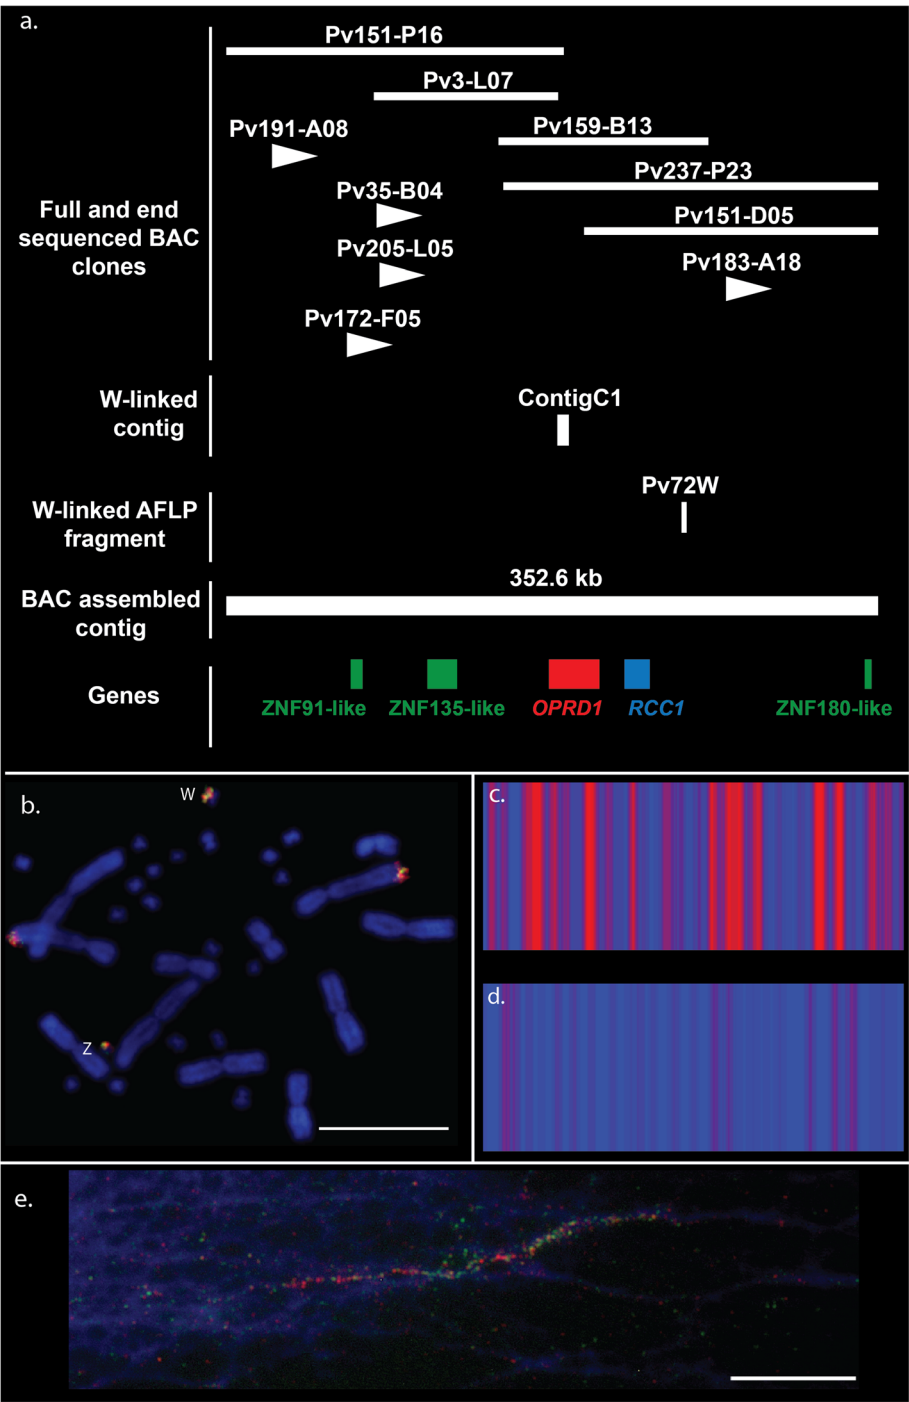 a.
Pv151-P16
Pv3-L07
Pv191-A08
Pv159-B13
Pv237-P23
Pv35-B04
Pv151-D05
Pv205-L05
Pv183-A18
Pv172-F05
Full and end
sequenced BAC
clones
W-linked
contig
ContigC1
W-linked AFLP
fragment
Pv72W
BAC assembled
contig
352.6 kb
Genes
ZNF91-like
ZNF135-like
OPRD1
RCC1
ZNF180-like
b.
W
Z
c.
d.
e.